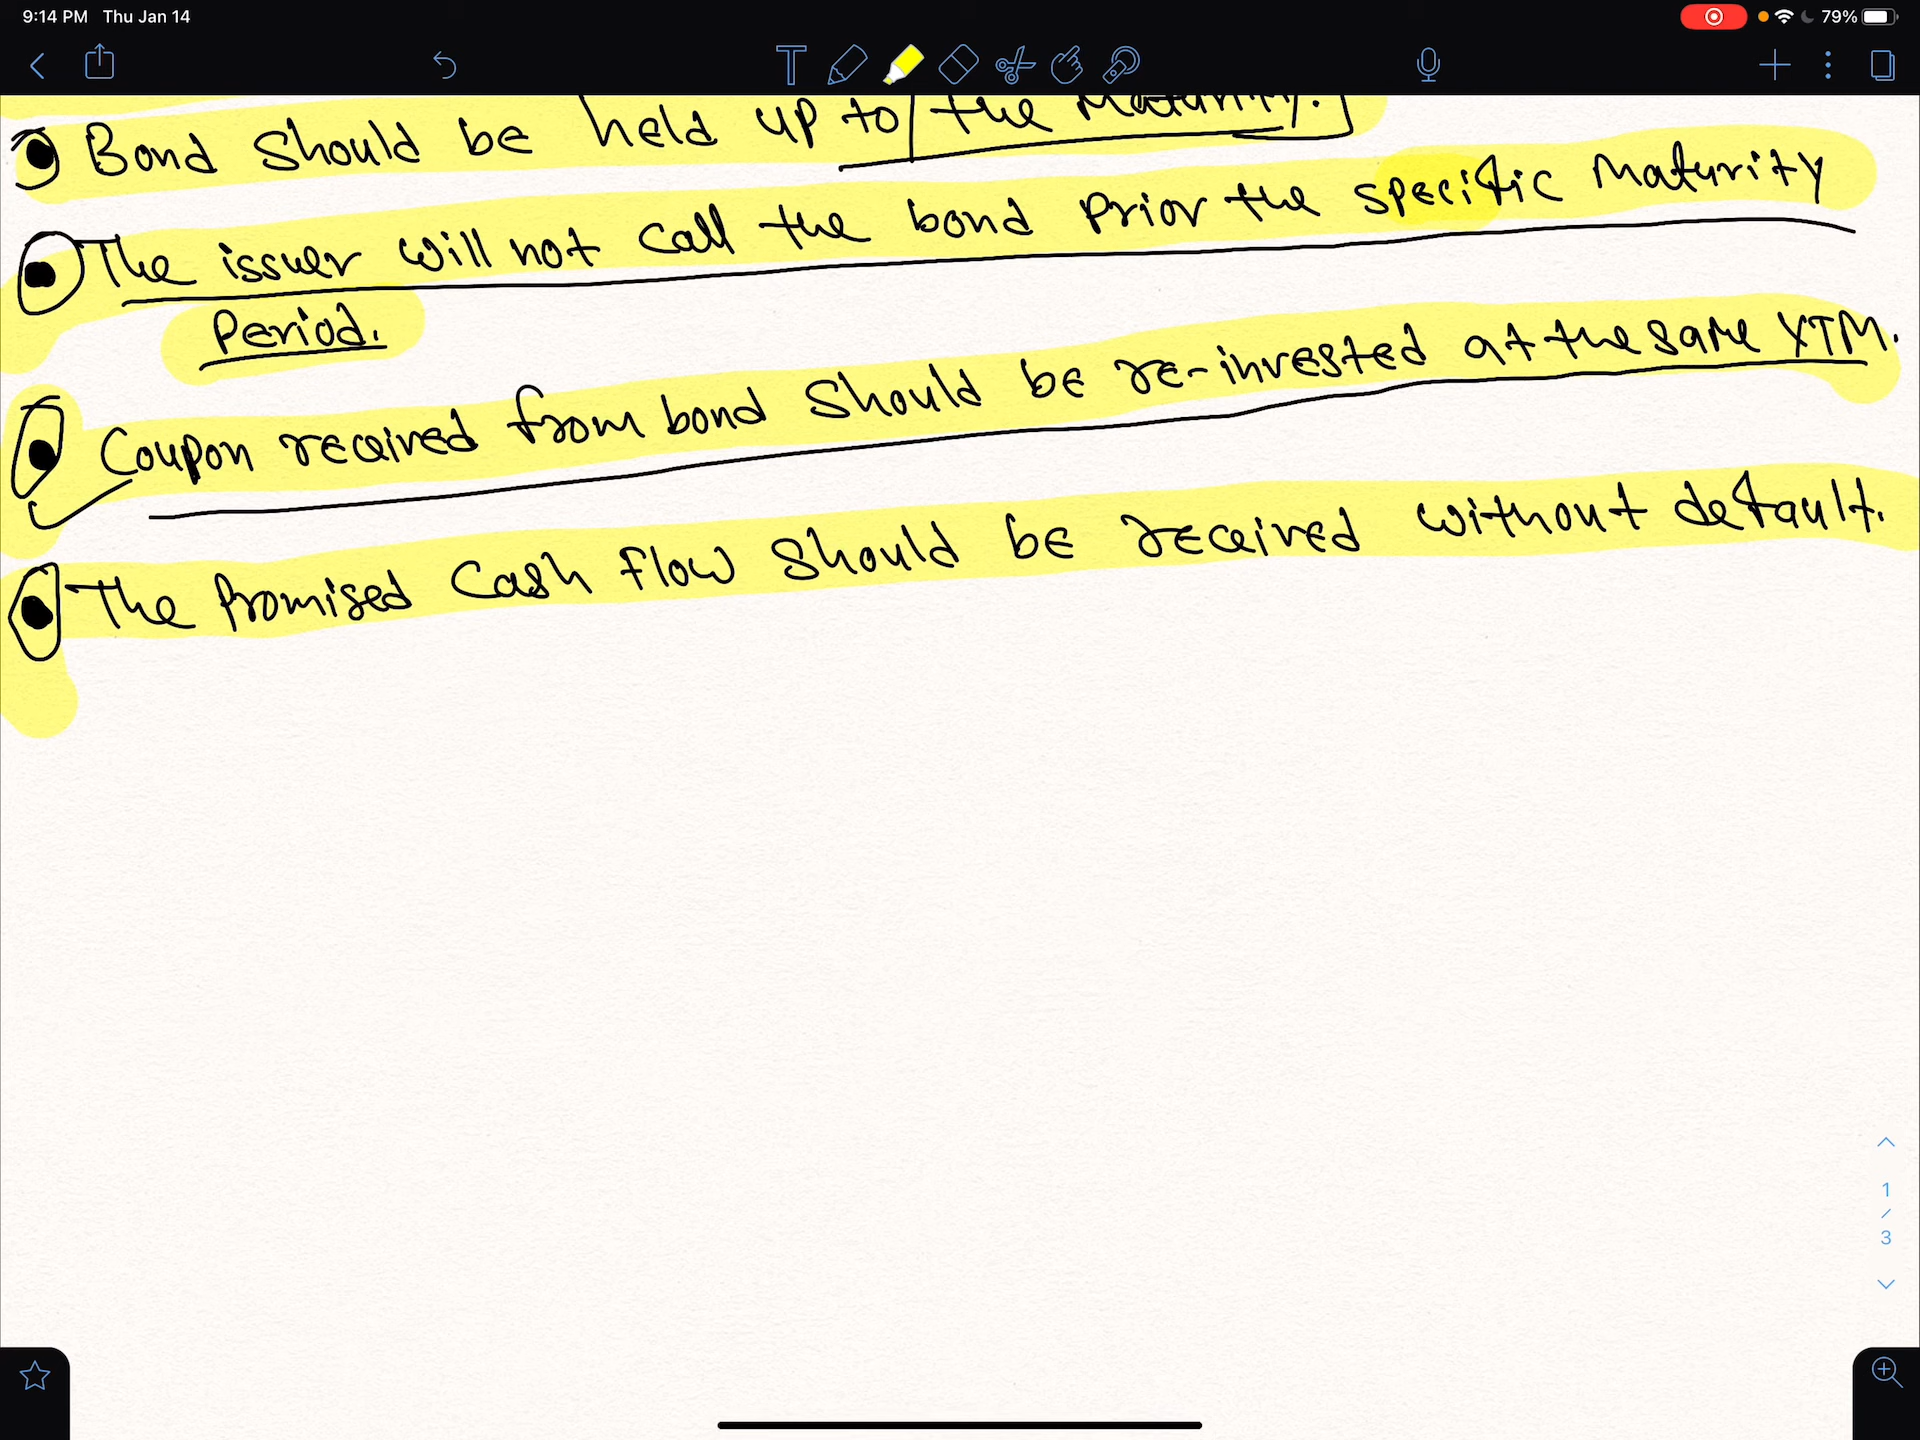 9:14 PM Thu Jan 14
79%
Bond should be held up to the Maturity.
The issuer will not call the bond prior the specific Maturity
Period.
Coupon received from bond should be re-invested at the same YTM.
The Promised Cash flow should be received without default.
1
/
3